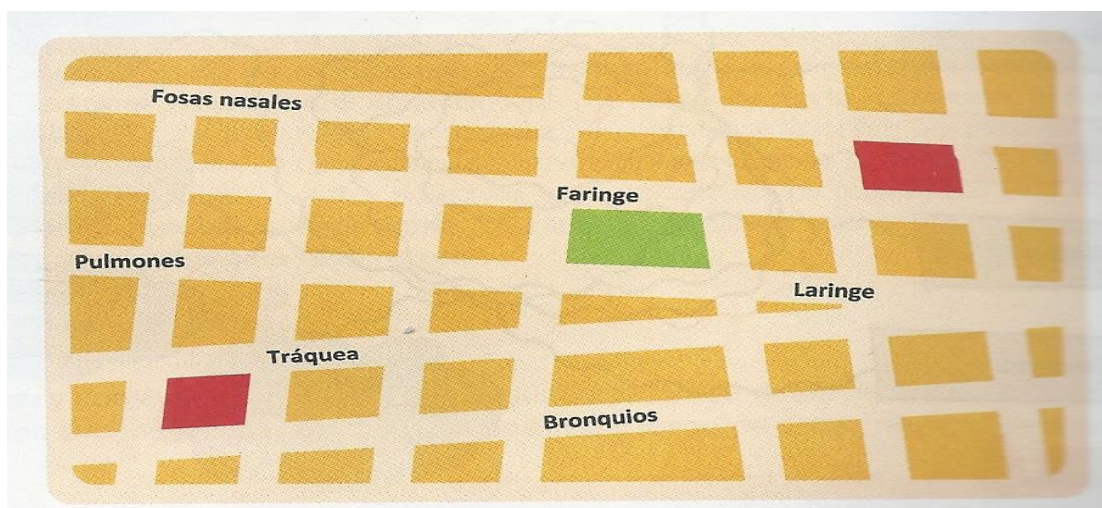 Fosas nasales
Faringe
Pulmones
Laringe
Tráquea
Bronquios